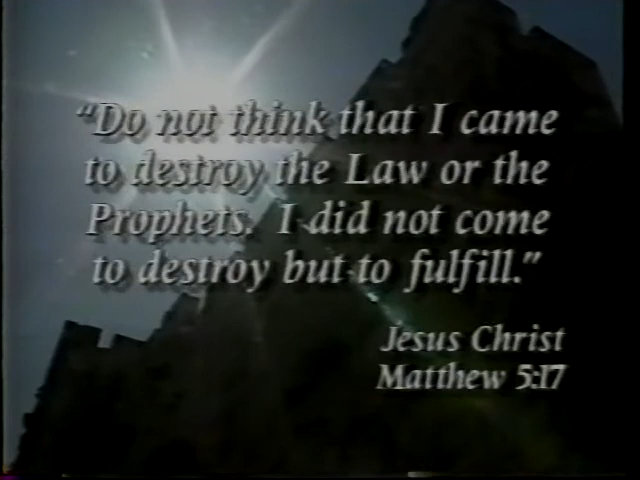 "Do not think that I came
to destroy the Law or the
Prophets. I did not come
to destroy but to fulfill."
Jesus Christ
Matthew 5:17